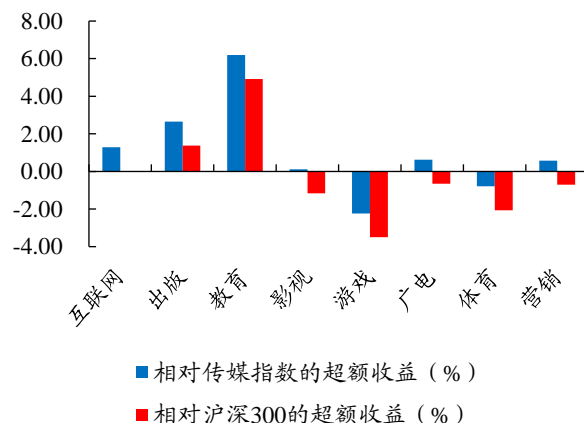 8.00
6.00
4.00
2.00
0.00
-2.00
-4.00
互联网
出版
教育
影视
游戏
广电
体育
营销
相对传媒指数的超额收益（%）
相对沪深300的超额收益（%）